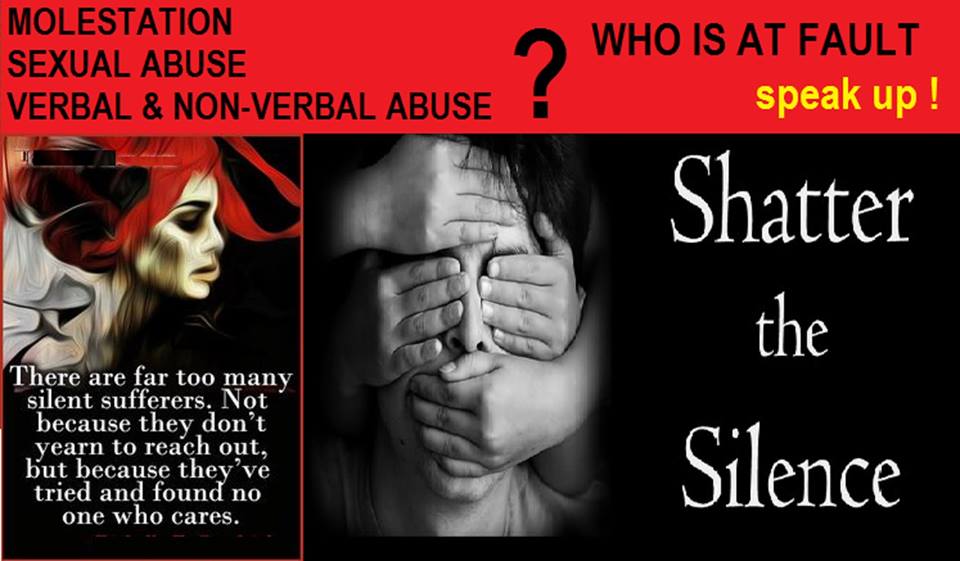 MOLESTATION
SEXUAL ABUSE
VERBAL & NON-VERBAL ABUSE
?
WHO IS AT FAULT
speak up !
There are far too many
silent sufferers. Not
because they don't
yearn to reach out,
but because they've
tried and found no
one who cares.
Shatter
the
Silence